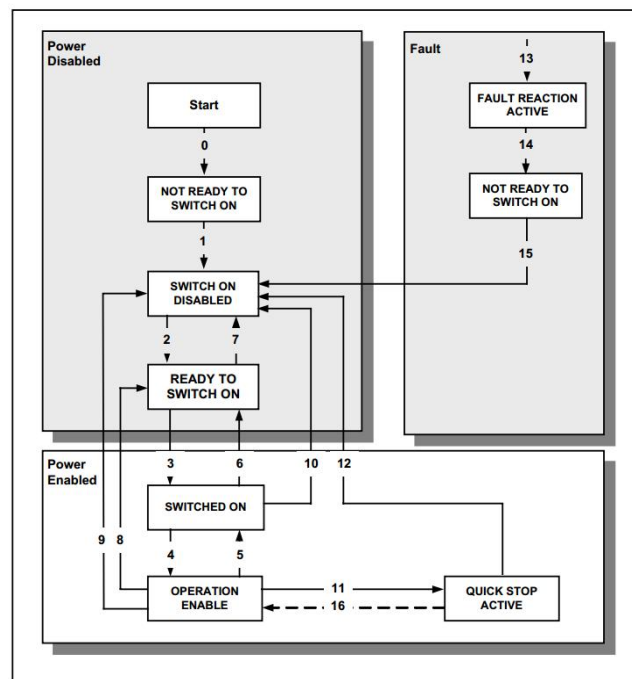 Power
Disabled
Start
0
NOT READY TO
SWITCH ON
1
SWITCH ON
DISABLED
2
7
READY TO
SWITCH ON
Fault
13
FAULT REACTION
ACTIVE
14
NOT READY TO
SWITCH ON
15
Power
Enabled
3
6
10
12
SWITCHED ON
9
8
4
5
OPERATION
ENABLE
11
16
QUICK STOP
ACTIVE